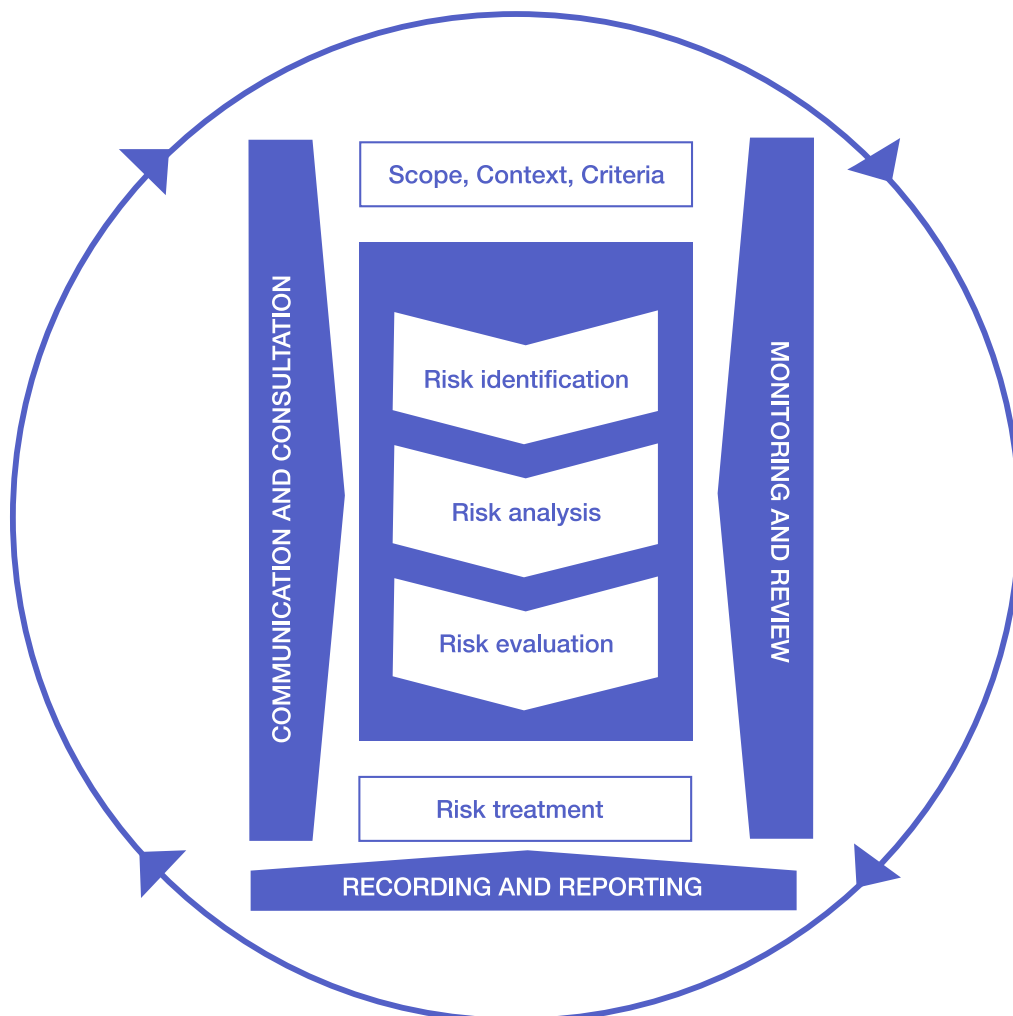 Scope, Context, Criteria
COMMUNICATION AND CONSULTATION
Risk identification
Risk analysis
Risk evaluation
MONITORING AND REVIEW
Risk treatment
RECORDING AND REPORTING